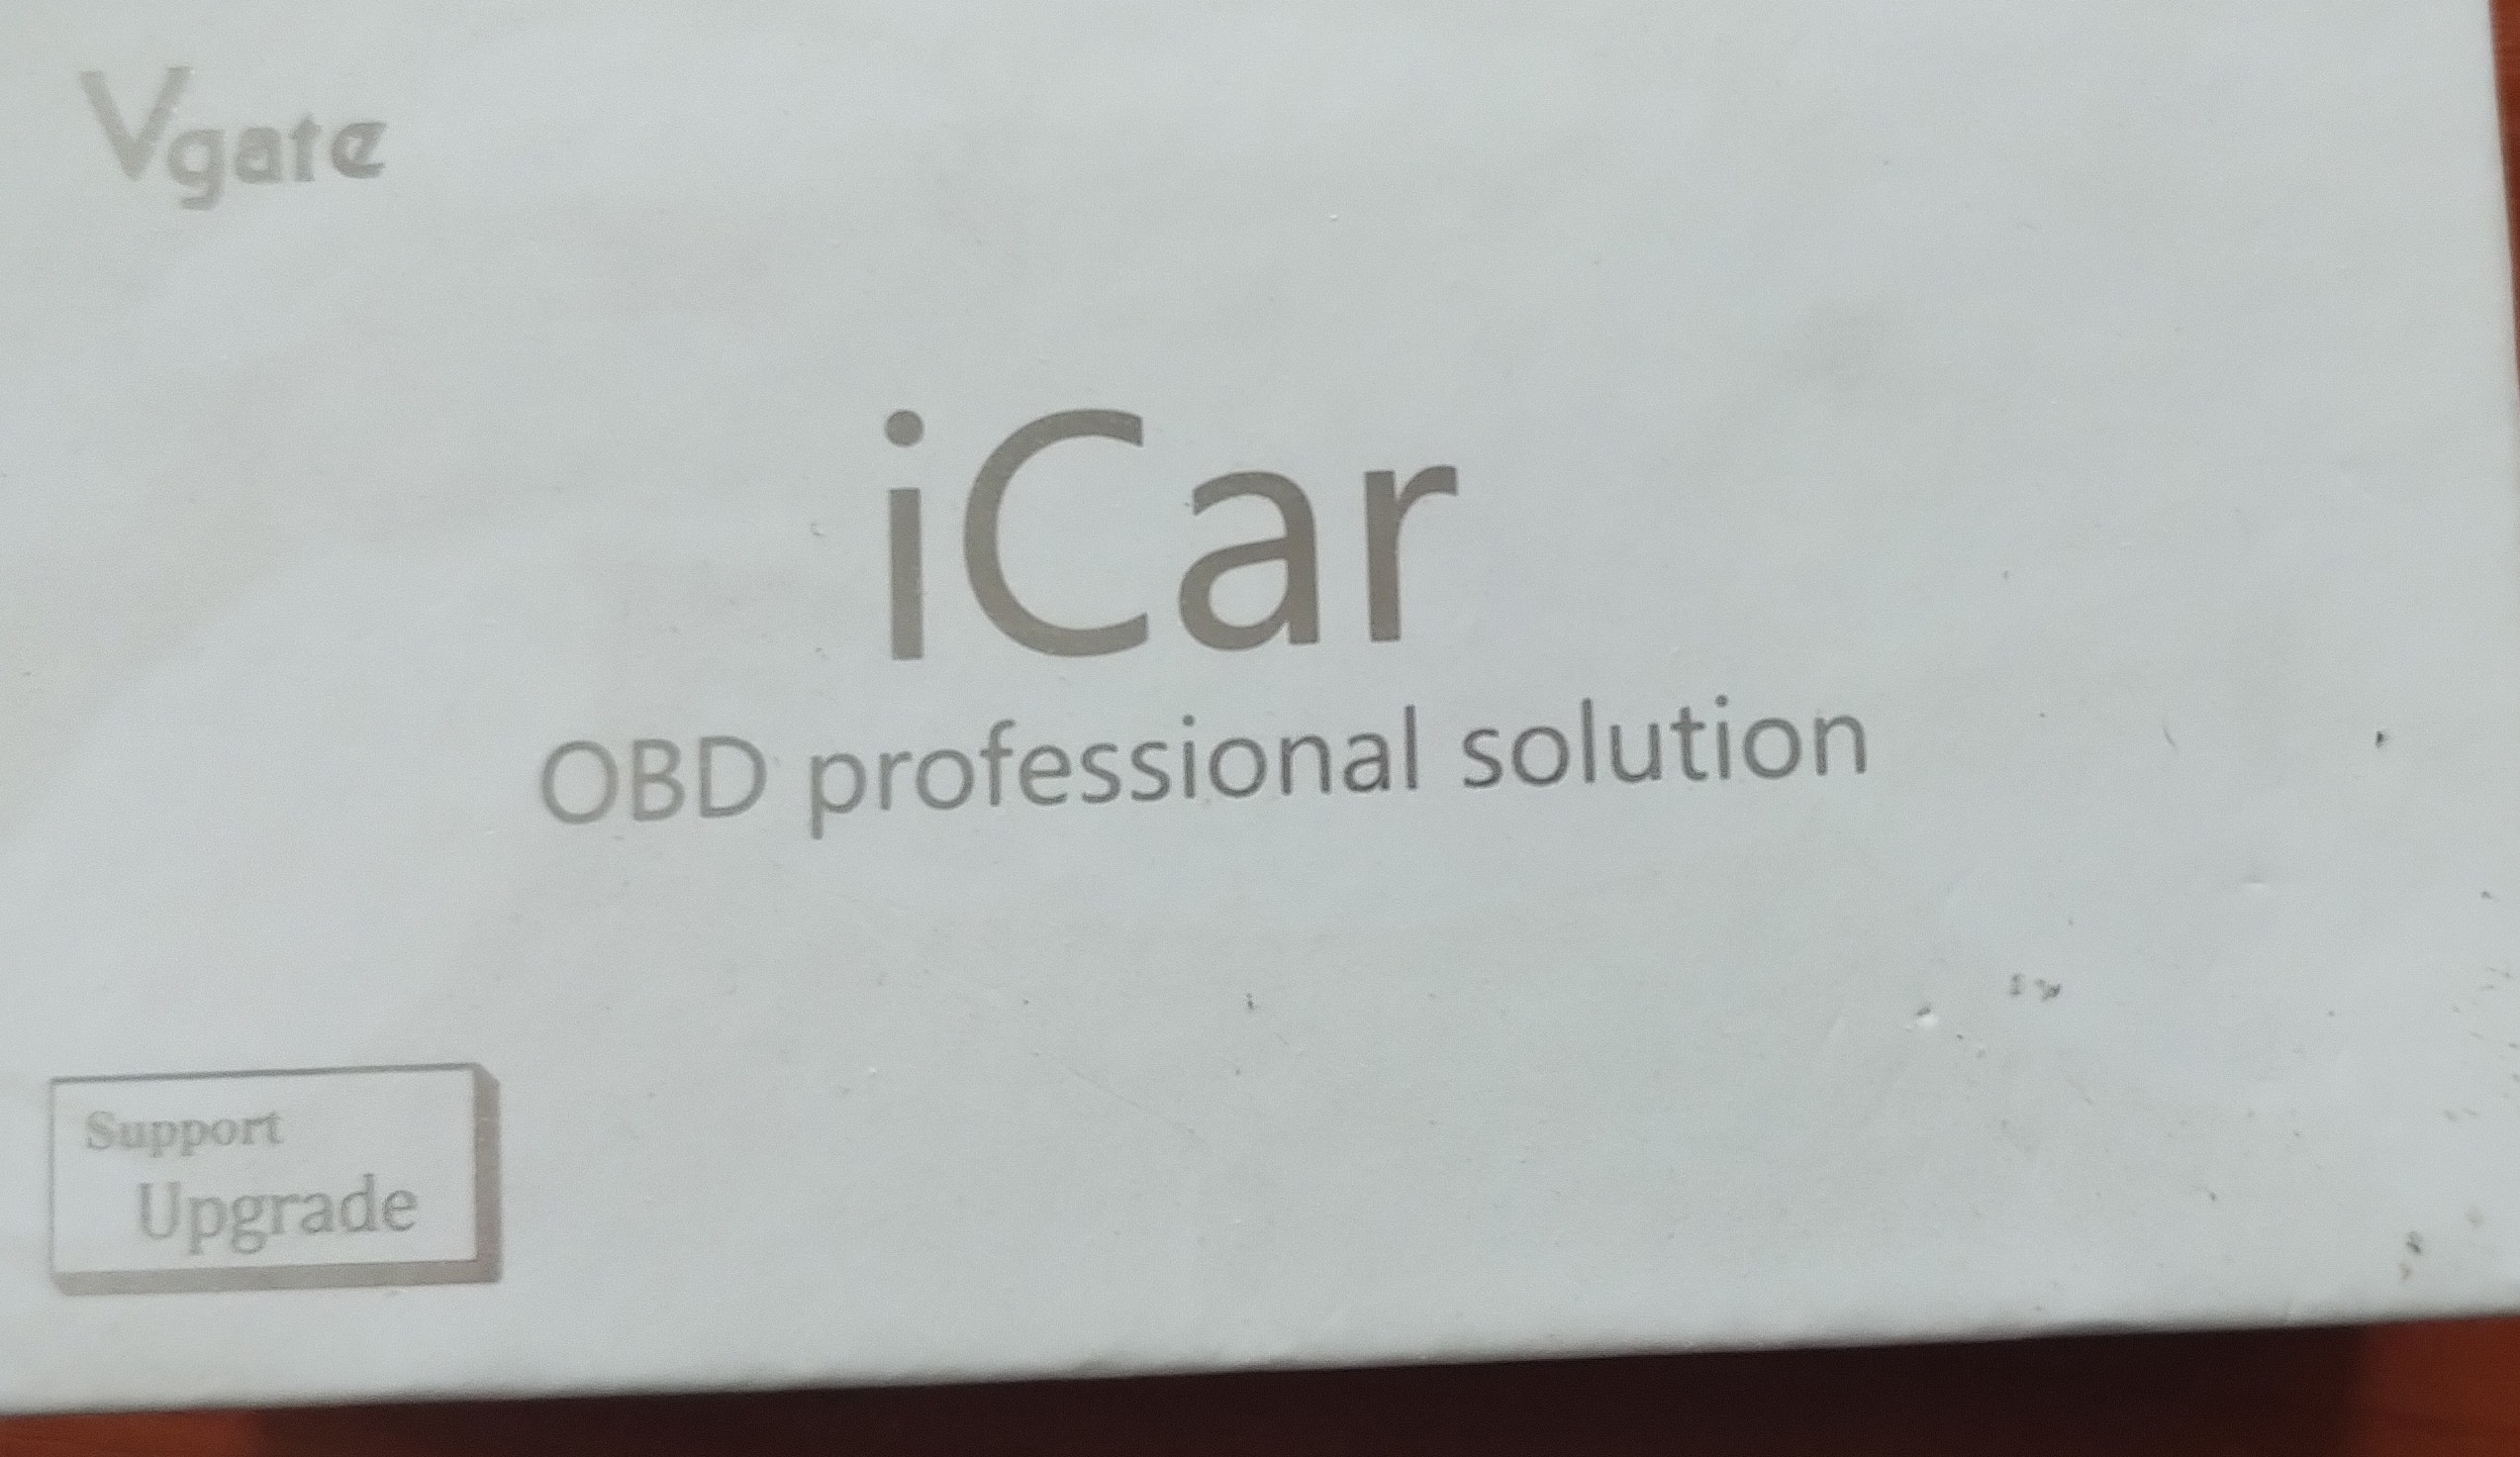 Vgate
iCar
OBD professional solution
Support
Upgrade